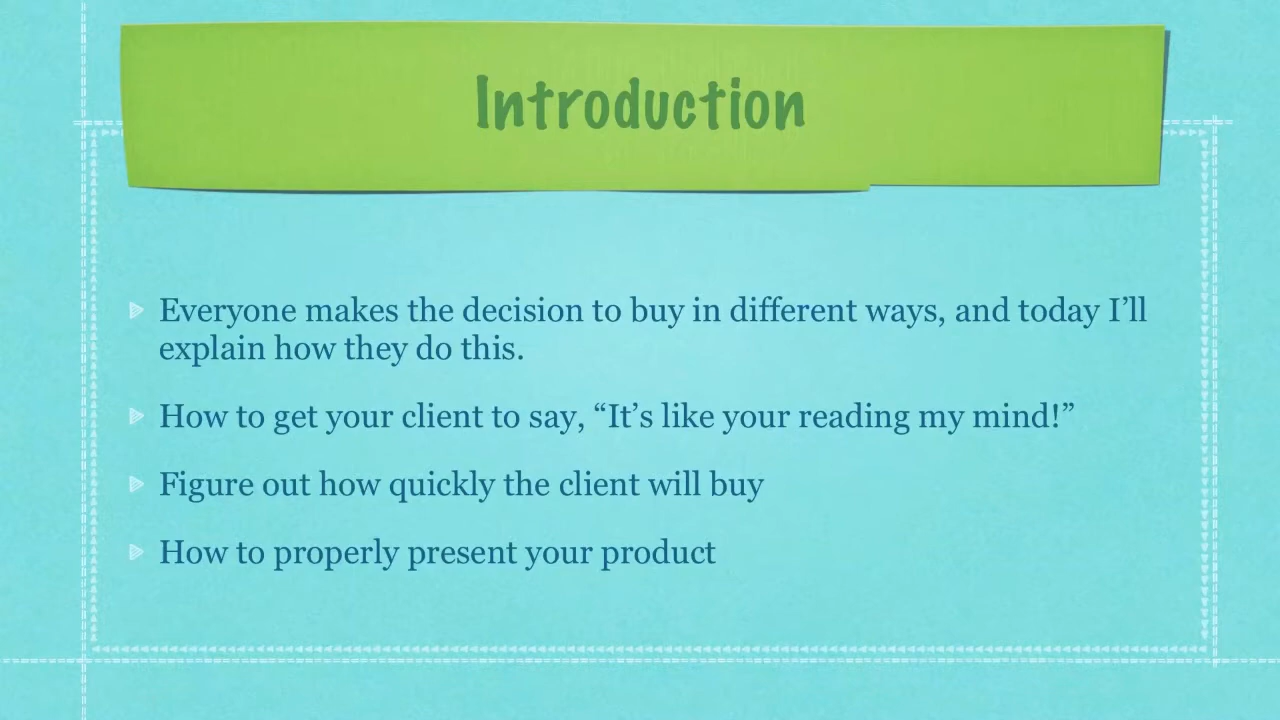 Introduction
Everyone makes the decision to buy in different ways, and today I’ll
explain how they do this.
How to get your client to say, “It’s like your reading my mind!”
Figure out how quickly the client will buy
How to properly present your product